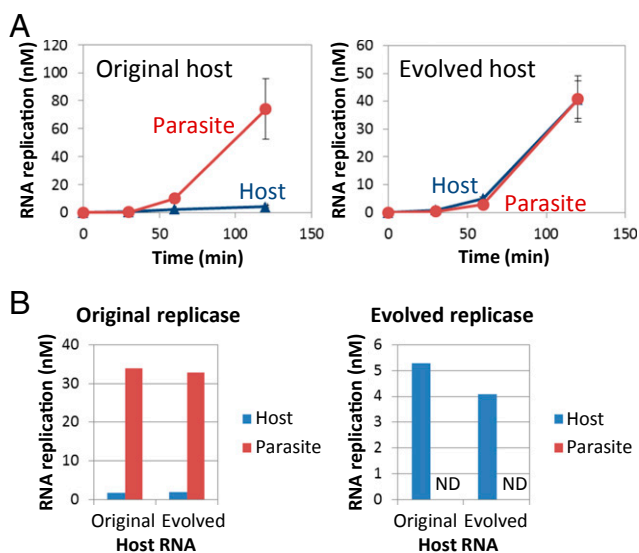 A
RNA replication (nM)
120
100
80
60
40
20
0
Original host
Parasite
Host
0 50 100 150
Time (min)
RNA replication (nM)
60
50
40
30
20
10
0
Evolved host
Host
Parasite
0 50 100 150
Time (min)
B
Original replicase
RNA replication (nM)
40
30
20
10
0
Host
Parasite
Original Evolved
Host RNA
Evolved replicase
RNA replication (nM)
6
5
4
3
2
1
0
ND ND
Host
Parasite
Original Evolved
Host RNA